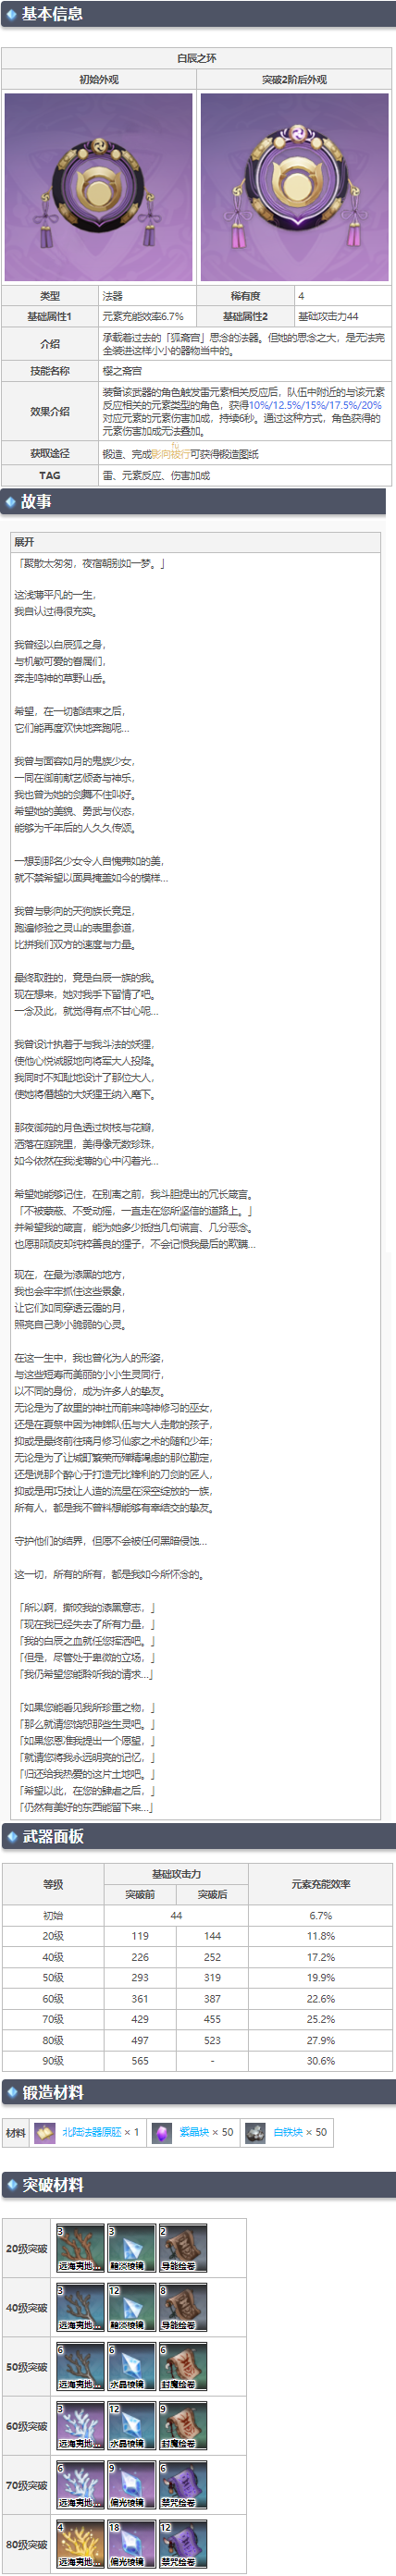 基本信息
白辰之环
初始外观 突破2阶后外观
类型 法器 稀有度 4
基础属性1 元素充能效率6.7% 基础属性2 基础攻击力44
介绍 承载着过去的「狐斋宫」思念的法器。但她的思念之大，是无法完
全装进这样小小的器物当中的。
技能名称 樱之斋宫
效果介绍 装备该武器的角色触发雷元素相关反应后，队伍中附近的与该元素
反应相关的元素类型的角色，获得10%/12.5%/15%/17.5%/20%
对应元素的元素伤害加成，持续6秒。通过这种方式，角色获得的
元素伤害加成无法叠加。
fú
获取途径 锻造、完成影向祓行可获得锻造图纸
TAG 雷、元素反应、伤害加成
故事
展开
「聚散太匆匆，夜宿朝别如一梦。」
这浅薄平凡的一生，
我自认过得很充实。
我曾经以白辰狐之身，
与机敏可爱的眷属们，
奔走鸣神的草野山岳。
希望，在一切都结束之后，
它们能再度欢快地奔跑呢…
我曾与面容如月的鬼族少女，
一同在御前献艺倾奇与神乐，
我也曾为她的剑舞不住叫好。
希望她的美貌、勇武与仪态，
能够为千年后的人久久传颂。
一想到那名少女令人自愧弗如的美，
就不禁希望以面具掩盖如今的模样…
我曾与影向的天狗族长竞足，
跑遍修验之灵山的表里参道，
比拼我们双方的速度与力量。
最终取胜的，竟是白辰一族的我。
现在想来，她对我手下留情了吧。
一念及此，就觉得有点不甘心呢…
我曾设计执着于与我斗法的妖狸，
使他心悦诚服地向将军大人投降。
我同时不知耻地设计了那位大人，
使她将僭越的大妖狸王纳入麾下。
那夜御苑的月色透过树枝与花瓣，
洒落在庭院里，美得像无数珍珠，
如今依然在我浅薄的心中闪着光…
希望她能够记住，在别离之前，我斗胆提出的冗长箴言。
「不被蒙蔽、不受动摇，一直走在您所坚信的道路上。」
并希望我的箴言，能为她多少抵挡几句谎言、几分恶念。
也愿那顽皮却纯粹善良的狸子，不会记恨我最后的欺瞒…
现在，在最为漆黑的地方，
我也会牢牢抓住这些景象，
让它们如同穿透云霭的月，
照亮自己渺小脆弱的心灵。
在这一生中，我也曾化为人的形姿，
与这些短寿而美丽的小小生灵同行，
以不同的身份，成为许多人的挚友。
无论是为了故里的神社而前来鸣神修习的巫女，
还是在夏祭中因为神轿队伍与大人走散的孩子，
抑或是最终前往璃月修习仙家之术的随和少年；
无论是为了让城町繁荣而殚精竭虑的那位勘定，
还是说那个醉心于打造无比锋利的刀剑的匠人，
抑或是用巧技让人造的流星在深空绽放的一族，
所有人，都是我不曾料想能够有幸结交的挚友。
守护他们的结界，但愿不会被任何黑暗侵蚀…
这一切，所有的所有，都是我如今所怀念的。
「所以啊，撕咬我的漆黑意志，」
「现在我已经失去了所有力量，」
「我的白辰之血就任您挥洒吧。」
「但是，尽管处于卑微的立场，」
「我仍希望您能聆听我的请求…」
「如果您能看见我所珍重之物，」
「那么就请您饶恕那些生灵吧。」
「如果您恩准我提出一个愿望，」
「就请您将我永远明亮的记忆，」
「归还给我热爱的这片土地吧。」
「希望以此，在您的肆虐之后，」
「仍然有美好的东西能留下来…」
武器面板
等级 基础攻击力 元素充能效率
突破前 突破后
初始 44 6.7%
20级 119 144 11.8%
40级 226 252 17.2%
50级 293 319 19.9%
60级 361 387 22.6%
70级 429 455 25.2%
80级 497 523 27.9%
90级 565 - 30.6%
锻造材料
材料 北陆法器原胚 × 1 紫晶块 × 50 白铁块 × 50
突破材料
20级突破 3 远海夷地... 3 黯淡棱镜 2 导能绘卷
40级突破 3 远海夷地... 12 黯淡棱镜 8 导能绘卷
50级突破 6 远海夷地... 6 水晶棱镜 6 封魔绘卷
60级突破 3 远海夷地... 12 水晶棱镜 9 封魔绘卷
70级突破 6 远海夷地... 9 偏光棱镜 6 禁咒绘卷
80级突破 4 远海夷地... 18 偏光棱镜 12 禁咒绘卷